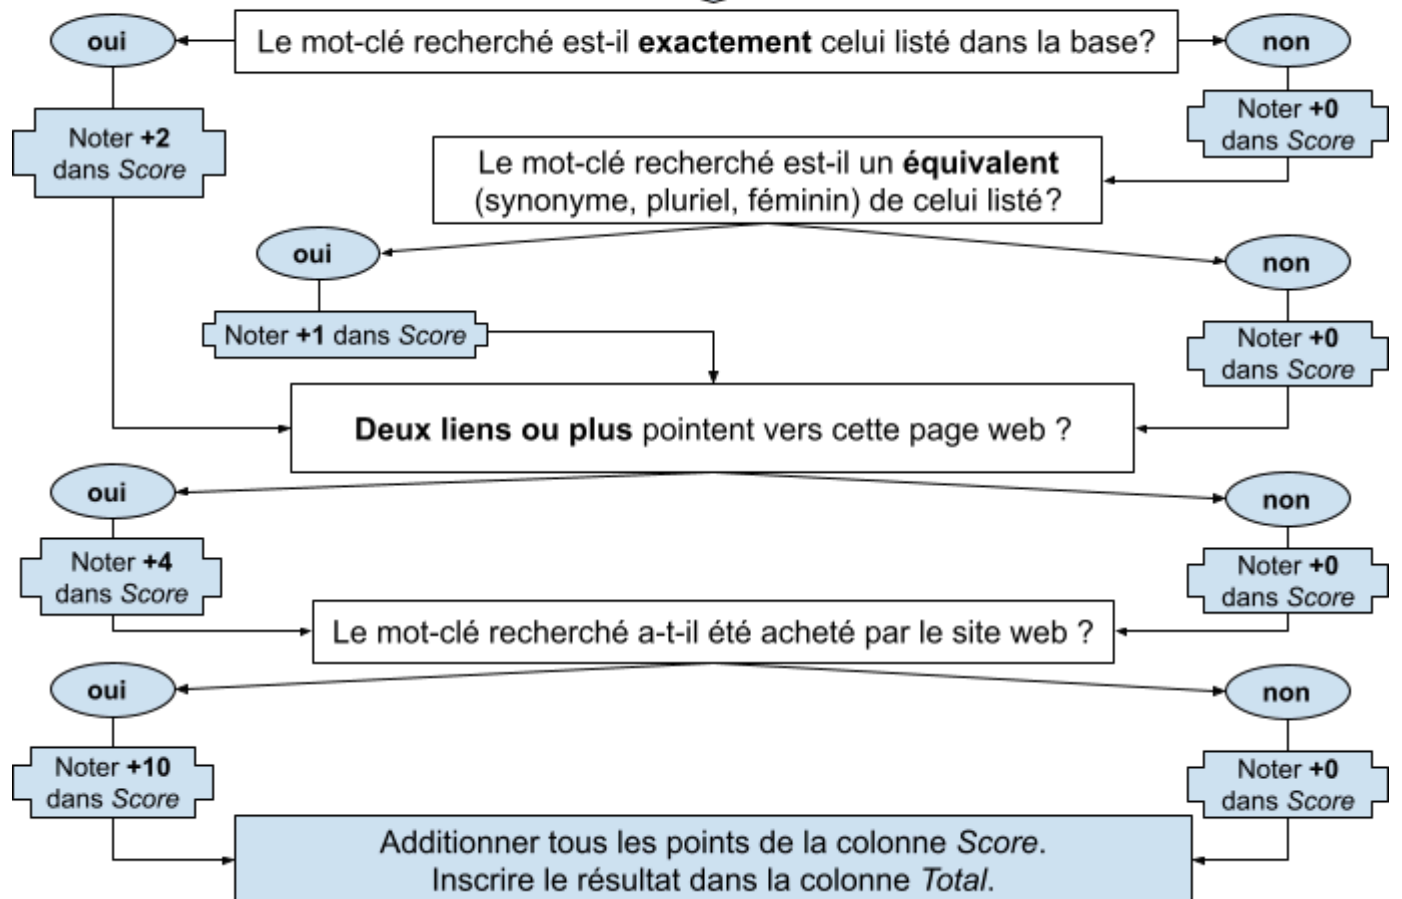 oui
Le mot-clé recherché est-il exactement celui listé dans la base?
non
Noter +2
dans Score
Noter +0
dans Score
Le mot-clé recherché est-il un équivalent
(synonyme, pluriel, féminin) de celui listé?
oui
non
Noter +1 dans Score
Noter +0
dans Score
Deux liens ou plus pointent vers cette page web ?
oui
non
Noter +4
dans Score
Noter +0
dans Score
Le mot-clé recherché a-t-il été acheté par le site web ?
oui
non
Noter +10
dans Score
Noter +0
dans Score
Additionner tous les points de la colonne Score.
Inscrire le résultat dans la colonne Total.